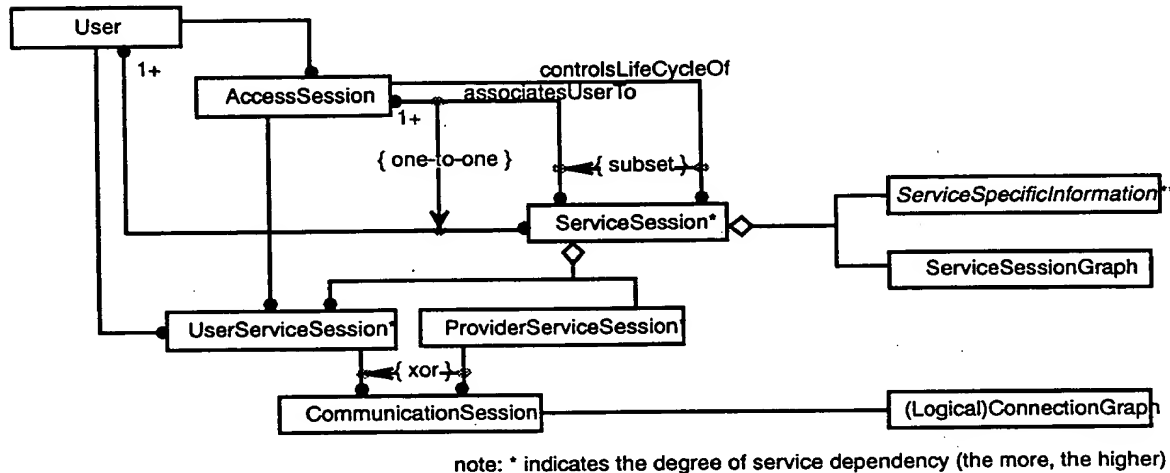 User
1+
controlsLifeCycleOf
associatesUserTo
AccessSession
1+
{ one-to-one }
{ subset }
ServiceSpecificInformation**
ServiceSession*
ServiceSessionGraph
UserServiceSession*
ProviderServiceSession*
{ xor }
CommunicationSession
(Logical)ConnectionGraph
note: * indicates the degree of service dependency (the more, the higher)